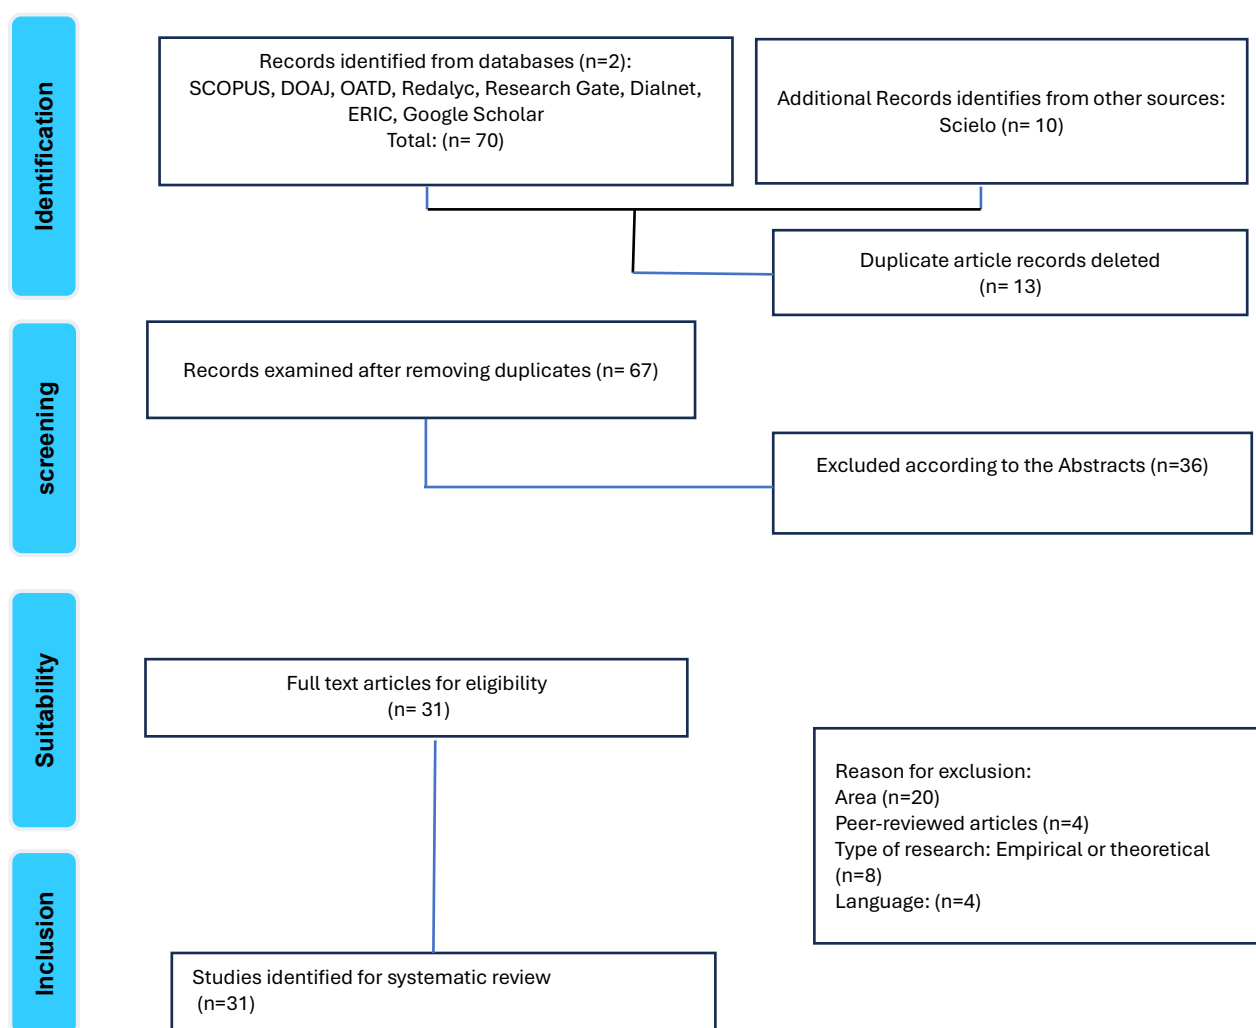 Identification
Records identified from databases (n=2):
SCOPUS, DOAJ, OATD, Redalyc, Research Gate, Dialnet,
ERIC, Google Scholar
Total: (n= 70)
Additional Records identifies from other sources:
Scielo (n= 10)
Duplicate article records deleted
(n= 13)
screening
Records examined after removing duplicates (n= 67)
Excluded according to the Abstracts (n=36)
Suitability
Full text articles for eligibility
(n= 31)
Reason for exclusion:
Area (n=20)
Peer-reviewed articles (n=4)
Type of research: Empirical or theoretical
(n=8)
Language: (n=4)
Inclusion
Studies identified for systematic review
(n=31)